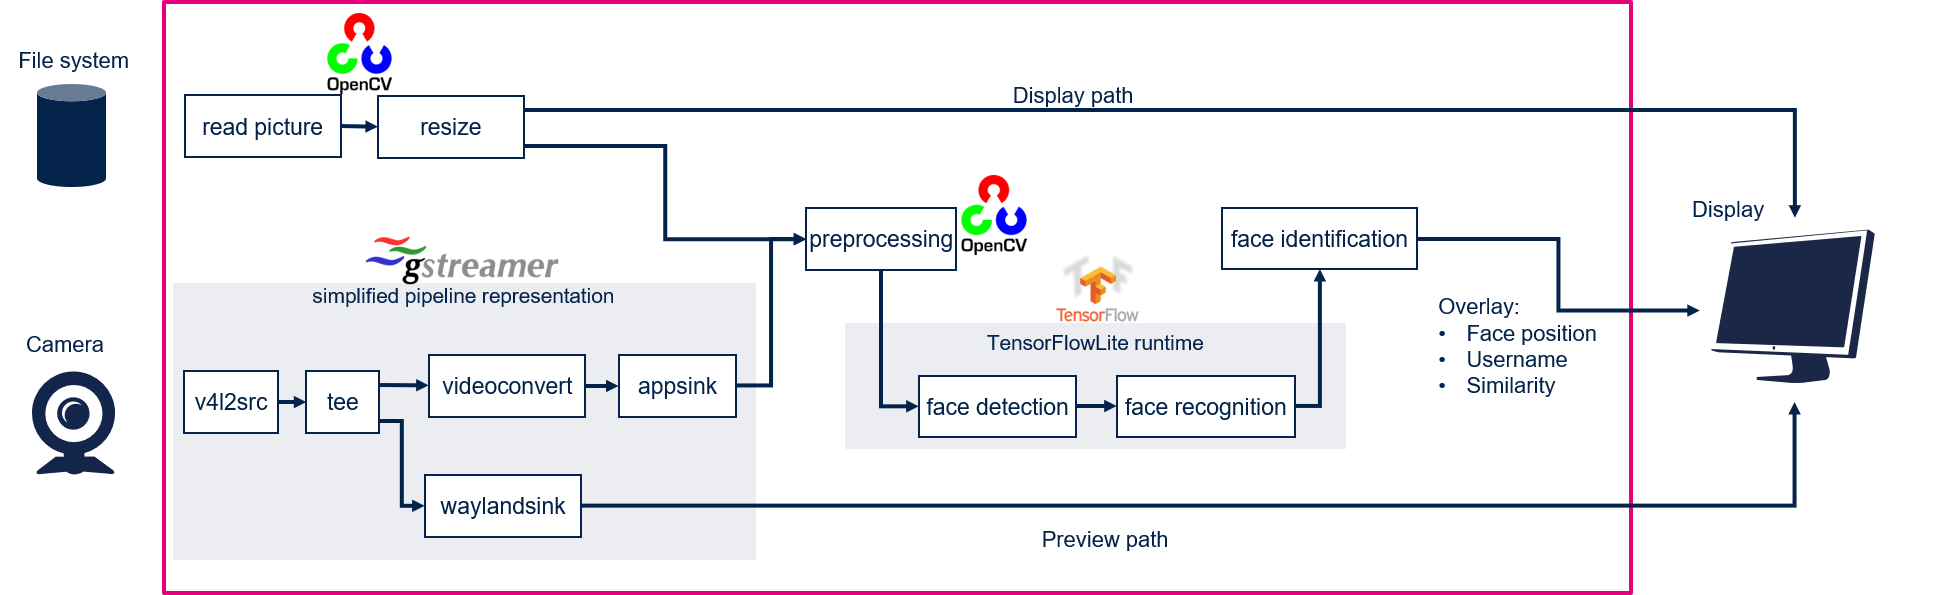 File system
OpenCV
read picture
resize
Display path
Display
preprocessing
OpenCV
face identification
gstreamer
simplified pipeline representation
TensorFlow
TensorFlowLite runtime
Overlay:
• Face position
• Username
• Similarity
Camera
v4l2src
tee
videoconvert
appsink
face detection
face recognition
waylandsink
Preview path